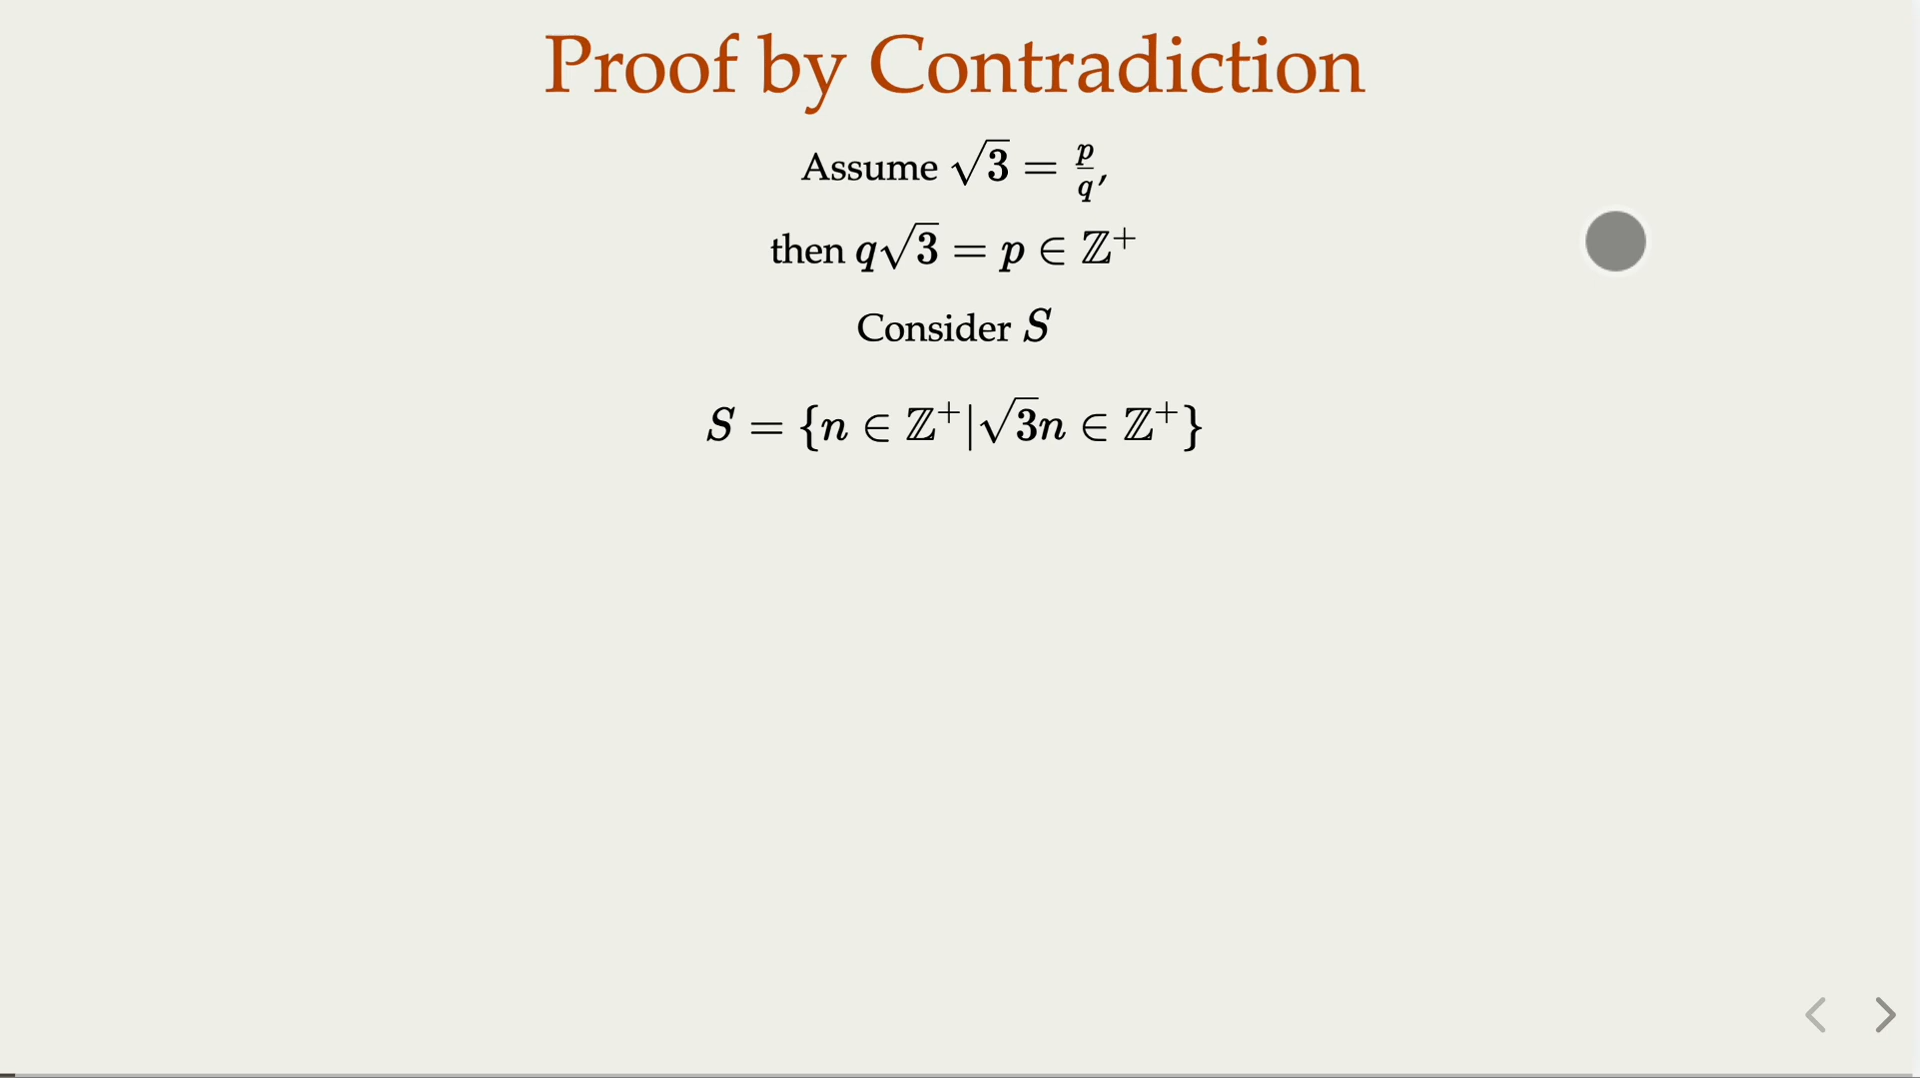 Proof by Contradiction
Assume √3 = p/q,
then q√3 = p ∈ ℤ⁺
Consider S
S = {n ∈ ℤ⁺|√3n ∈ ℤ⁺}